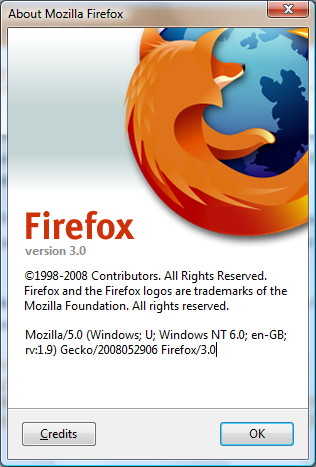 About Mozilla Firefox
Firefox
version 3.0
©1998-2008 Contributors. All Rights Reserved.
Firefox and the Firefox logos are trademarks of the
Mozilla Foundation. All rights reserved.
Mozilla/5.0 (Windows; U; Windows NT 6.0; en-GB;
rv:1.9) Gecko/2008052906 Firefox/3.0
Credits
OK